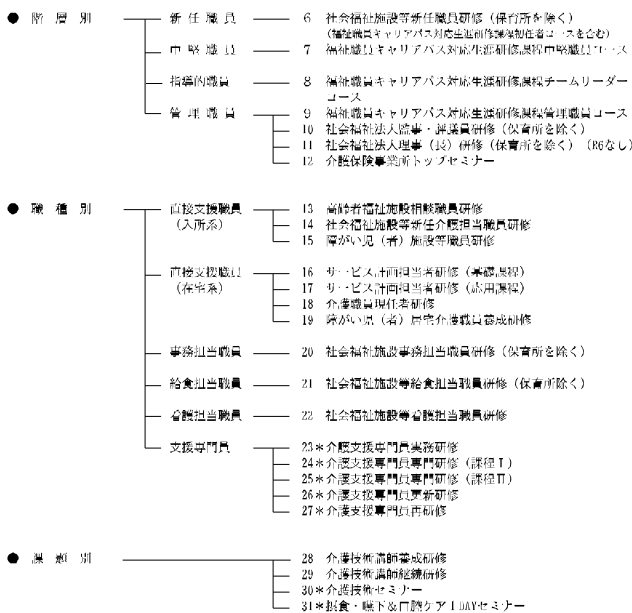 ● 階 層 別
新 任 職 員
6 社会福祉施設等新任職員研修（保育所を除く）
（福祉職員キャリアパス対応生涯研修課程初任者コースを含む）
中 堅 職 員
7 福祉職員キャリアパス対応生涯研修課程中堅職員コース
指導的職員
8 福祉職員キャリアパス対応生涯研修課程チームリーダー
コース
管 理 職 員
9 福祉職員キャリアパス対応生涯研修課程管理職員コース
10 社会福祉法人監事・評議員研修（保育所を除く）
11 社会福祉法人理事（長）研修（保育所を除く）（R6なし）
12 介護保険事業所トップセミナー
● 職 種 別
直接支援職員
（入所系）
13 高齢者福祉施設相談職員研修
14 社会福祉施設等新任介護担当職員研修
15 障がい児（者）施設等職員研修
直接支援職員
（在宅系）
16 サービス計画担当者研修（基礎課程）
17 サービス計画担当者研修（応用課程）
18 介護職員現任者研修
19 障がい児（者）居宅介護職員養成研修
事務担当職員
20 社会福祉施設事務担当職員研修（保育所を除く）
給食担当職員
21 社会福祉施設等給食担当職員研修（保育所除く）
看護担当職員
22 社会福祉施設等看護担当職員研修
支援専門員
23＊介護支援専門員実務研修
24＊介護支援専門員専門研修（課程Ⅰ）
25＊介護支援専門員専門研修（課程Ⅱ）
26＊介護支援専門員更新研修
27＊介護支援専門員再研修
● 課 題 別
28 介護技術講師養成研修
29 介護技術講師継続研修
30＊介護技術セミナー
31＊摂食・嚥下＆口腔ケア1DAYセミナー